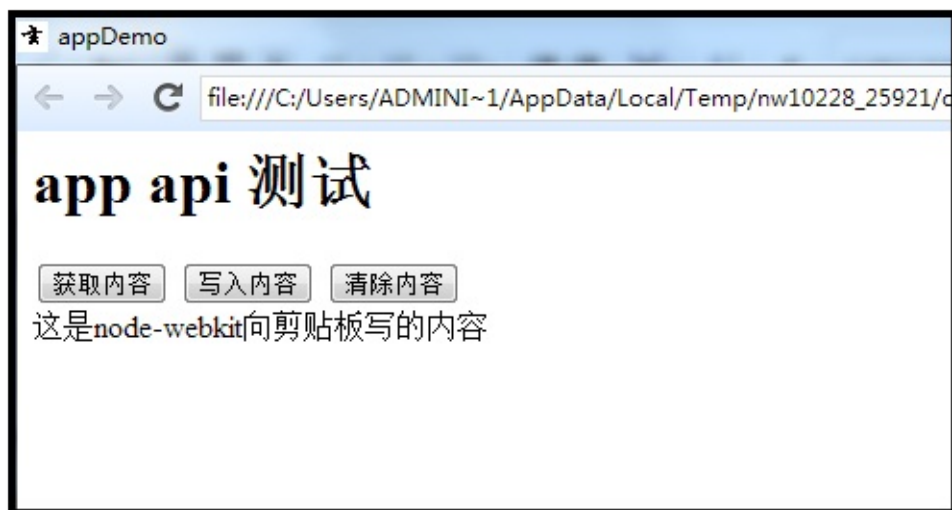 appDemo
file:///C:/Users/ADMINI~1/AppData/Local/Temp/nw10228_25921/c
app api 测试
获取内容 写入内容 清除内容
这是node-webkit向剪贴板写的内容